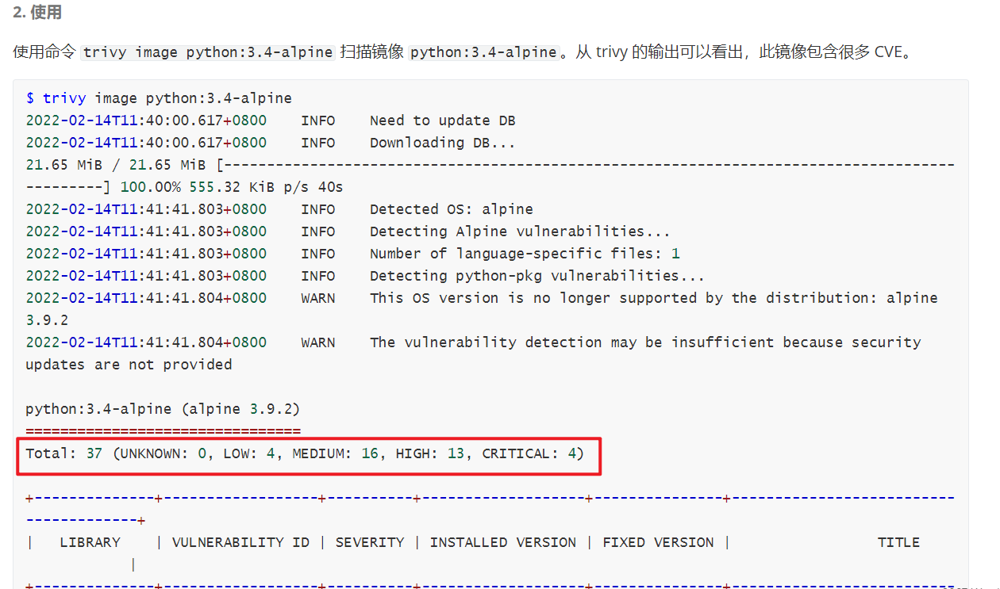 2. 使用
使用命令 trivy image python:3.4-alpine 扫描镜像 python:3.4-alpine。从 trivy 的输出可以看出，此镜像包含很多 CVE。
$ trivy image python:3.4-alpine
2022-02-14T11:40:00.617+0800    INFO    Need to update DB
2022-02-14T11:40:00.617+0800    INFO    Downloading DB...
21.65 MiB / 21.65 MiB [-------------------------------------------------------------------------------------
---------] 100.00% 555.32 KiB p/s 40s
2022-02-14T11:41:41.803+0800    INFO    Detected OS: alpine
2022-02-14T11:41:41.803+0800    INFO    Detecting Alpine vulnerabilities...
2022-02-14T11:41:41.803+0800    INFO    Number of language-specific files: 1
2022-02-14T11:41:41.803+0800    INFO    Detecting python-pkg vulnerabilities...
2022-02-14T11:41:41.804+0800    WARN    This OS version is no longer supported by the distribution: alpine
3.9.2
2022-02-14T11:41:41.804+0800    WARN    The vulnerability detection may be insufficient because security
updates are not provided
python:3.4-alpine (alpine 3.9.2)
================================
Total: 37 (UNKNOWN: 0, LOW: 4, MEDIUM: 16, HIGH: 13, CRITICAL: 4)
+--------------+------------------+----------+-------------------+---------------+--------------------------
-------------+
|   LIBRARY    | VULNERABILITY ID | SEVERITY | INSTALLED VERSION | FIXED VERSION |                 TITLE
            |
+--------------+------------------+----------+-------------------+---------------+--------------------------